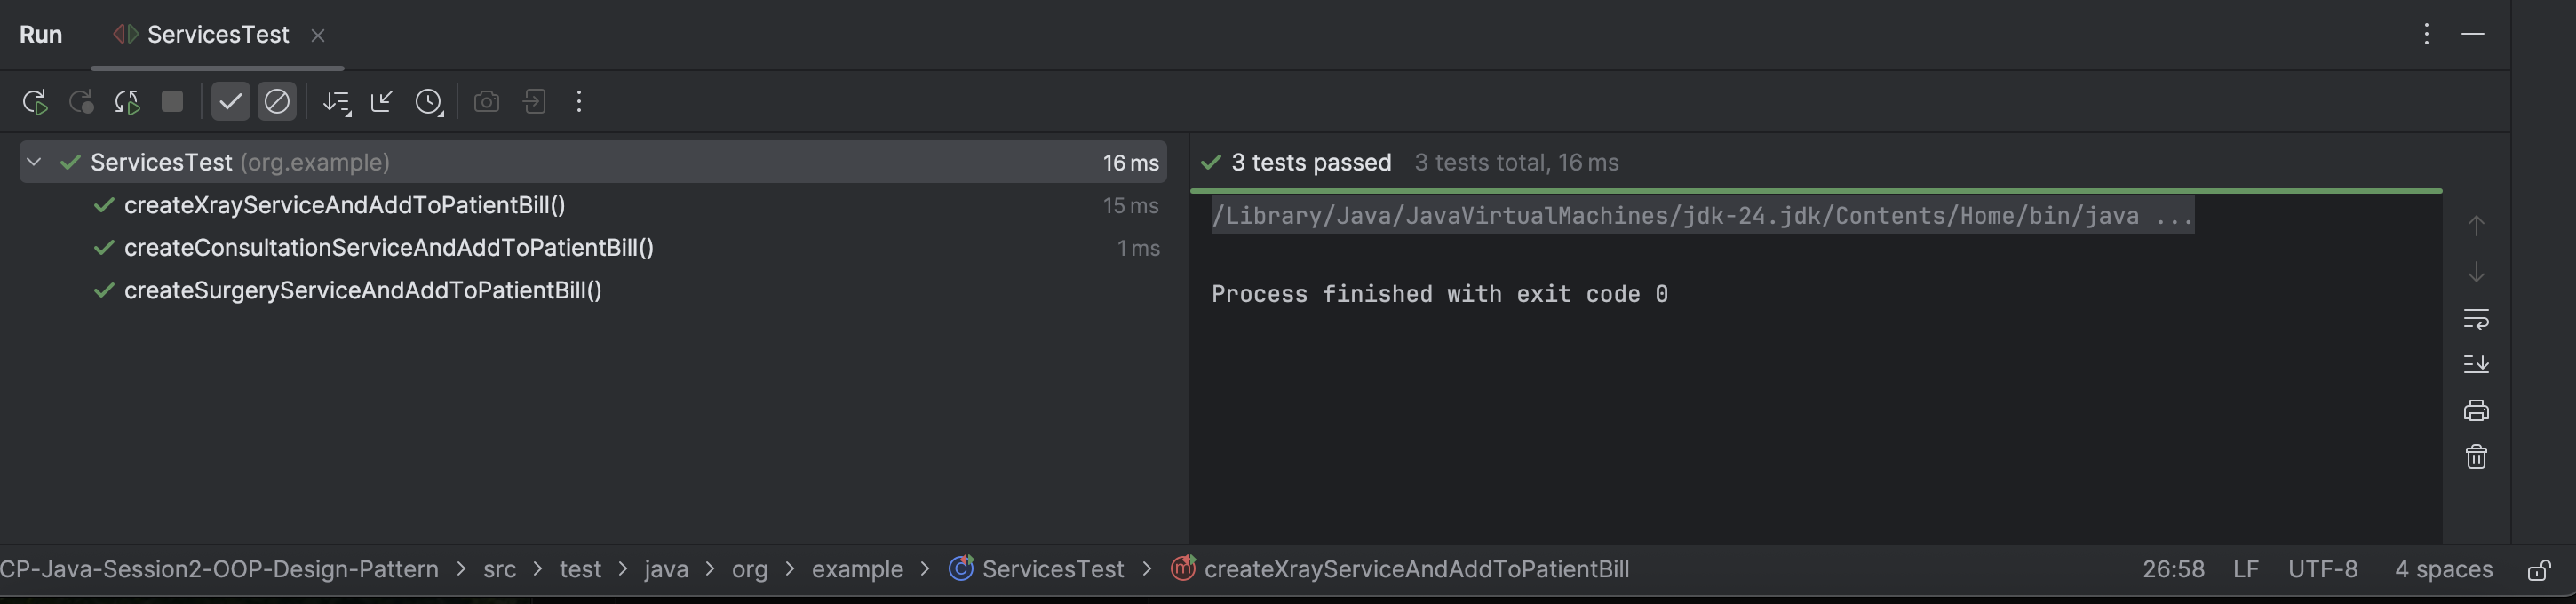 Run ServicesTest
ServicesTest (org.example) 16 ms
createXrayServiceAndAddToPatientBill() 15 ms
createConsultationServiceAndAddToPatientBill() 1 ms
createSurgeryServiceAndAddToPatientBill()
3 tests passed 3 tests total, 16 ms
/Library/Java/JavaVirtualMachines/jdk-24.jdk/Contents/Home/bin/java ...
Process finished with exit code 0
CP-Java-Session2-OOP-Design-Pattern > src > test > java > org > example > ServicesTest > createXrayServiceAndAddToPatientBill 26:58 LF UTF-8 4 spaces